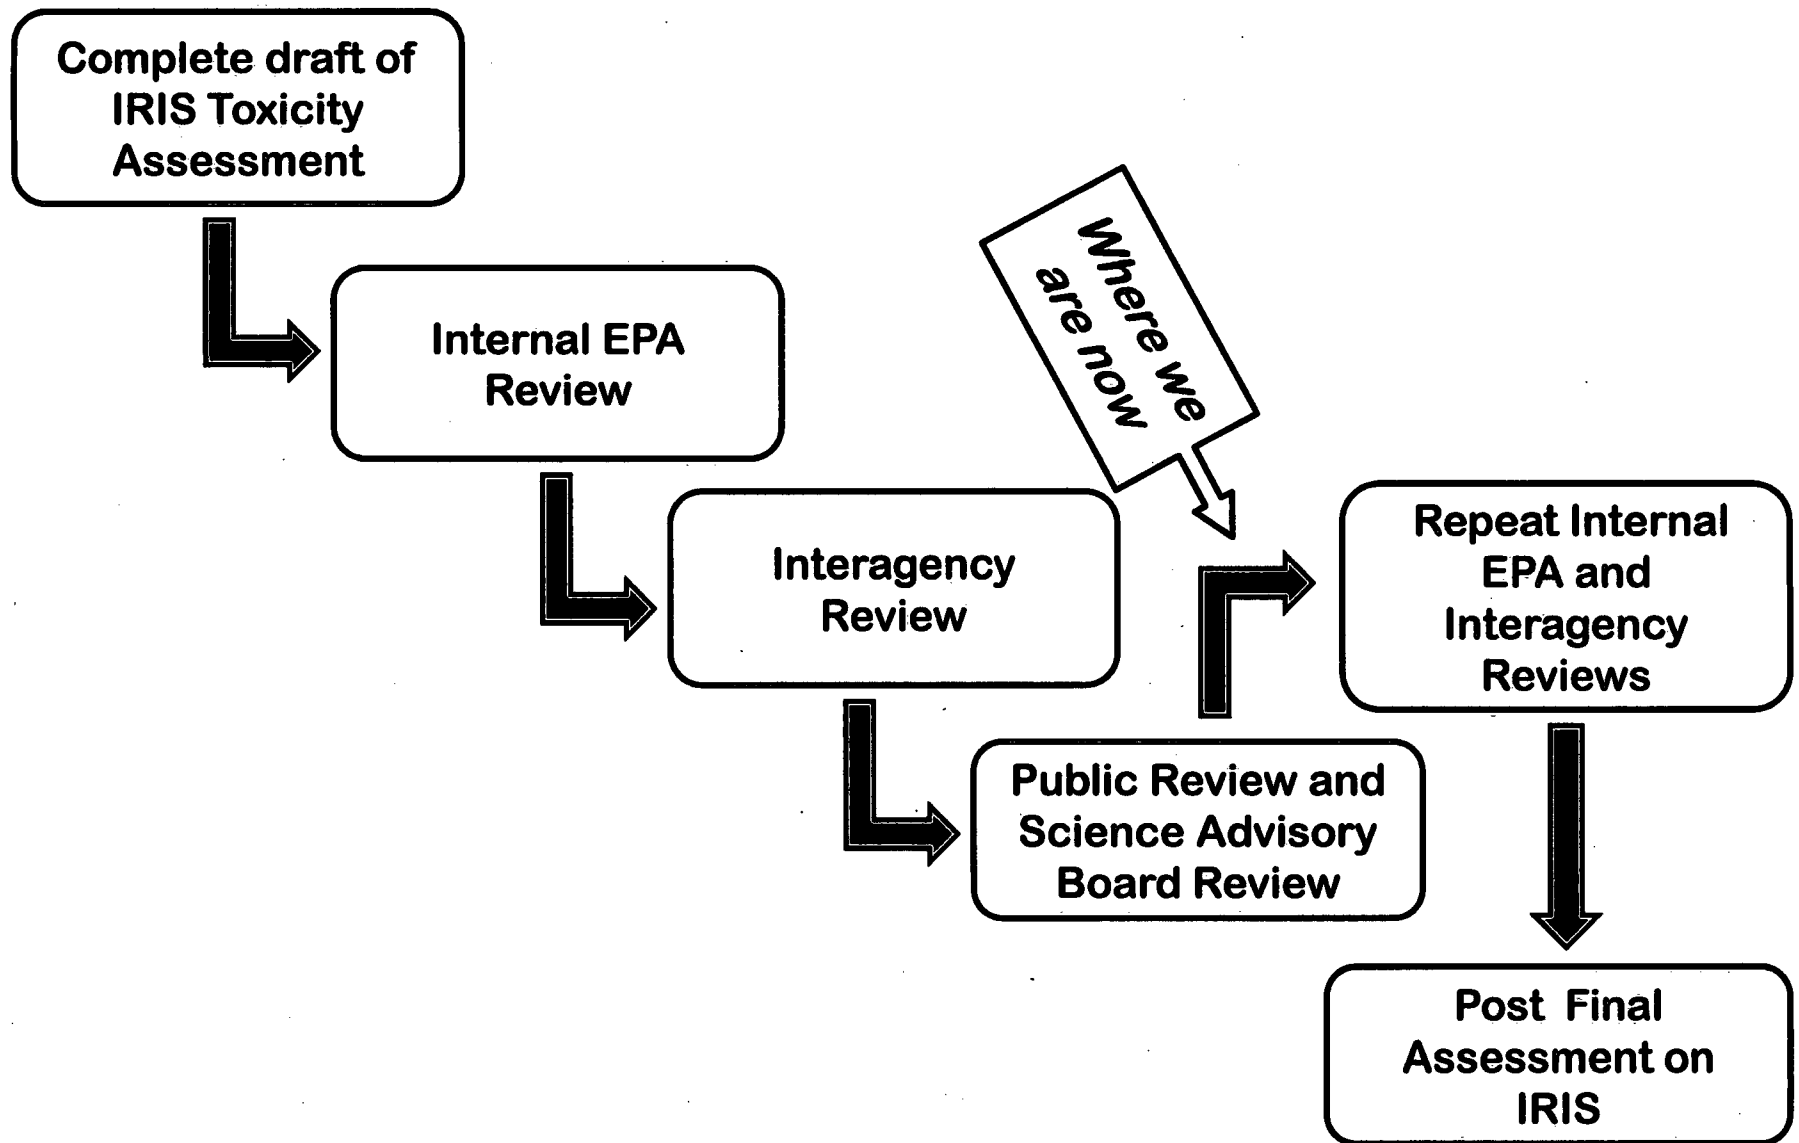 Complete draft of
IRIS Toxicity
Assessment
Internal EPA
Review
Interagency
Review
Public Review and
Science Advisory
Board Review
Where we
are now
Repeat Internal
EPA and
Interagency
Reviews
Post Final
Assessment on
IRIS